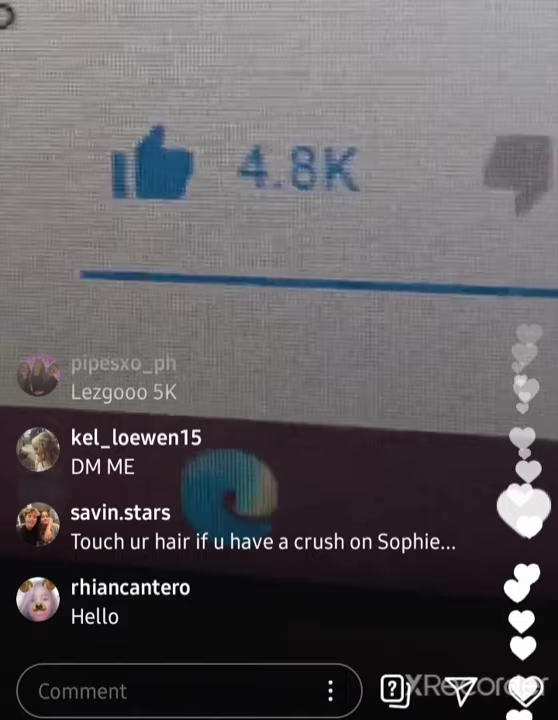 4.8K
pipesxo_ph
Lezgooo 5K
kel_loewen15
DM ME
savin.stars
Touch ur hair if u have a crush on Sophie...
rhiancantero
Hello
Comment
XRecorder